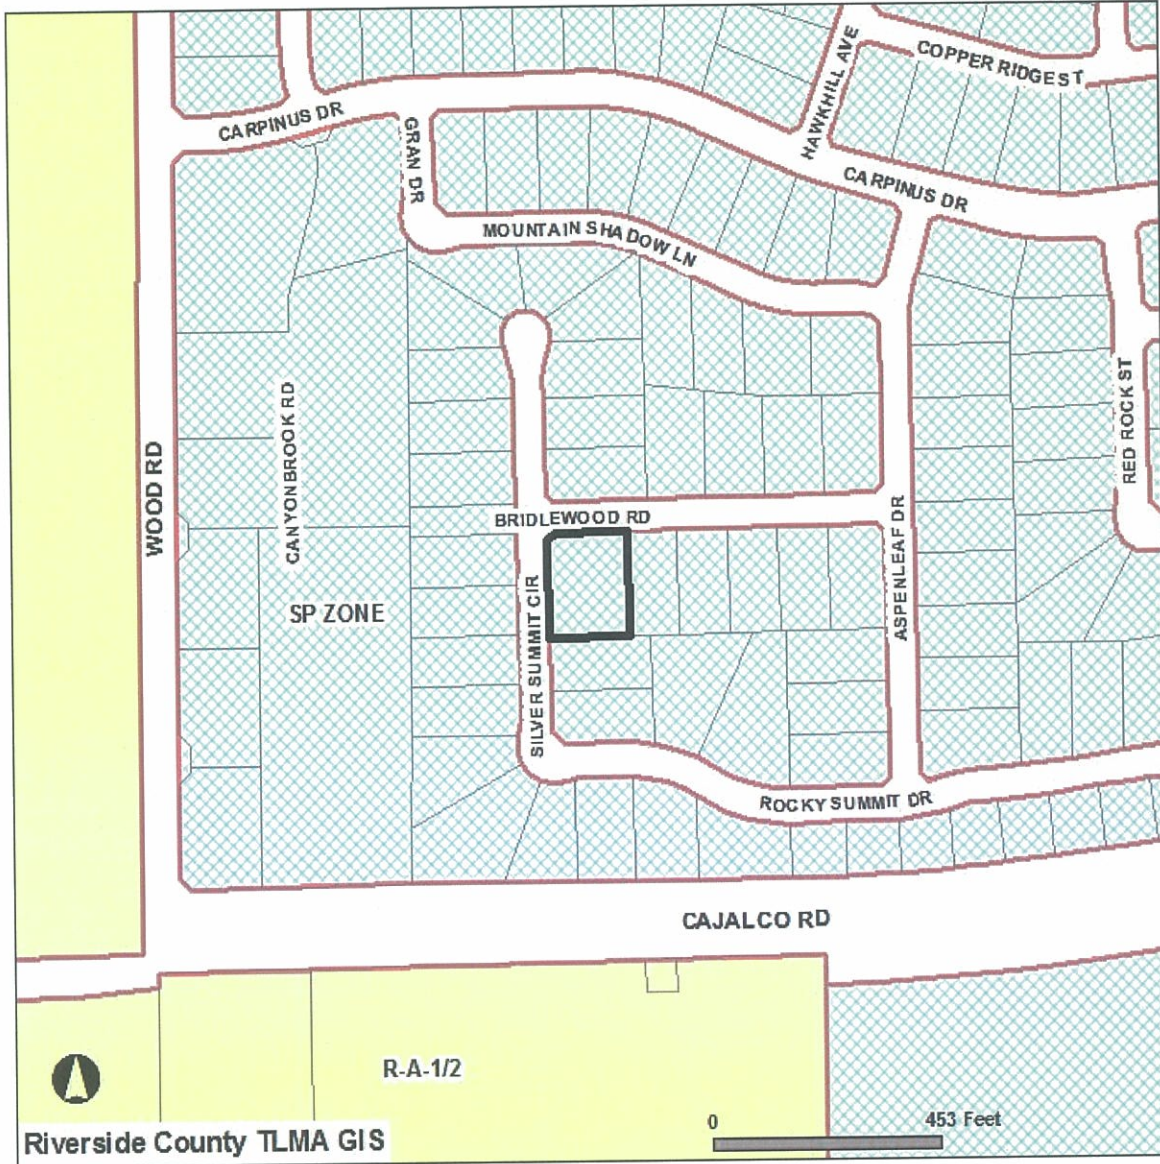 COPPER RIDGE ST
HAWKHILL AVE
CARPINUS DR
GRAN DR
CARPINUS DR
MOUNTAIN SHADOW LN
CANYONBROOK RD
WOOD RD
RED ROCK ST
BRIDLEWOOD RD
ASPENLEAF DR
SILVER SUMMIT CIR
SP ZONE
ROCKY SUMMIT DR
CAJALCO RD
R-A-1/2
0 453 Feet
Riverside County TLMA GIS